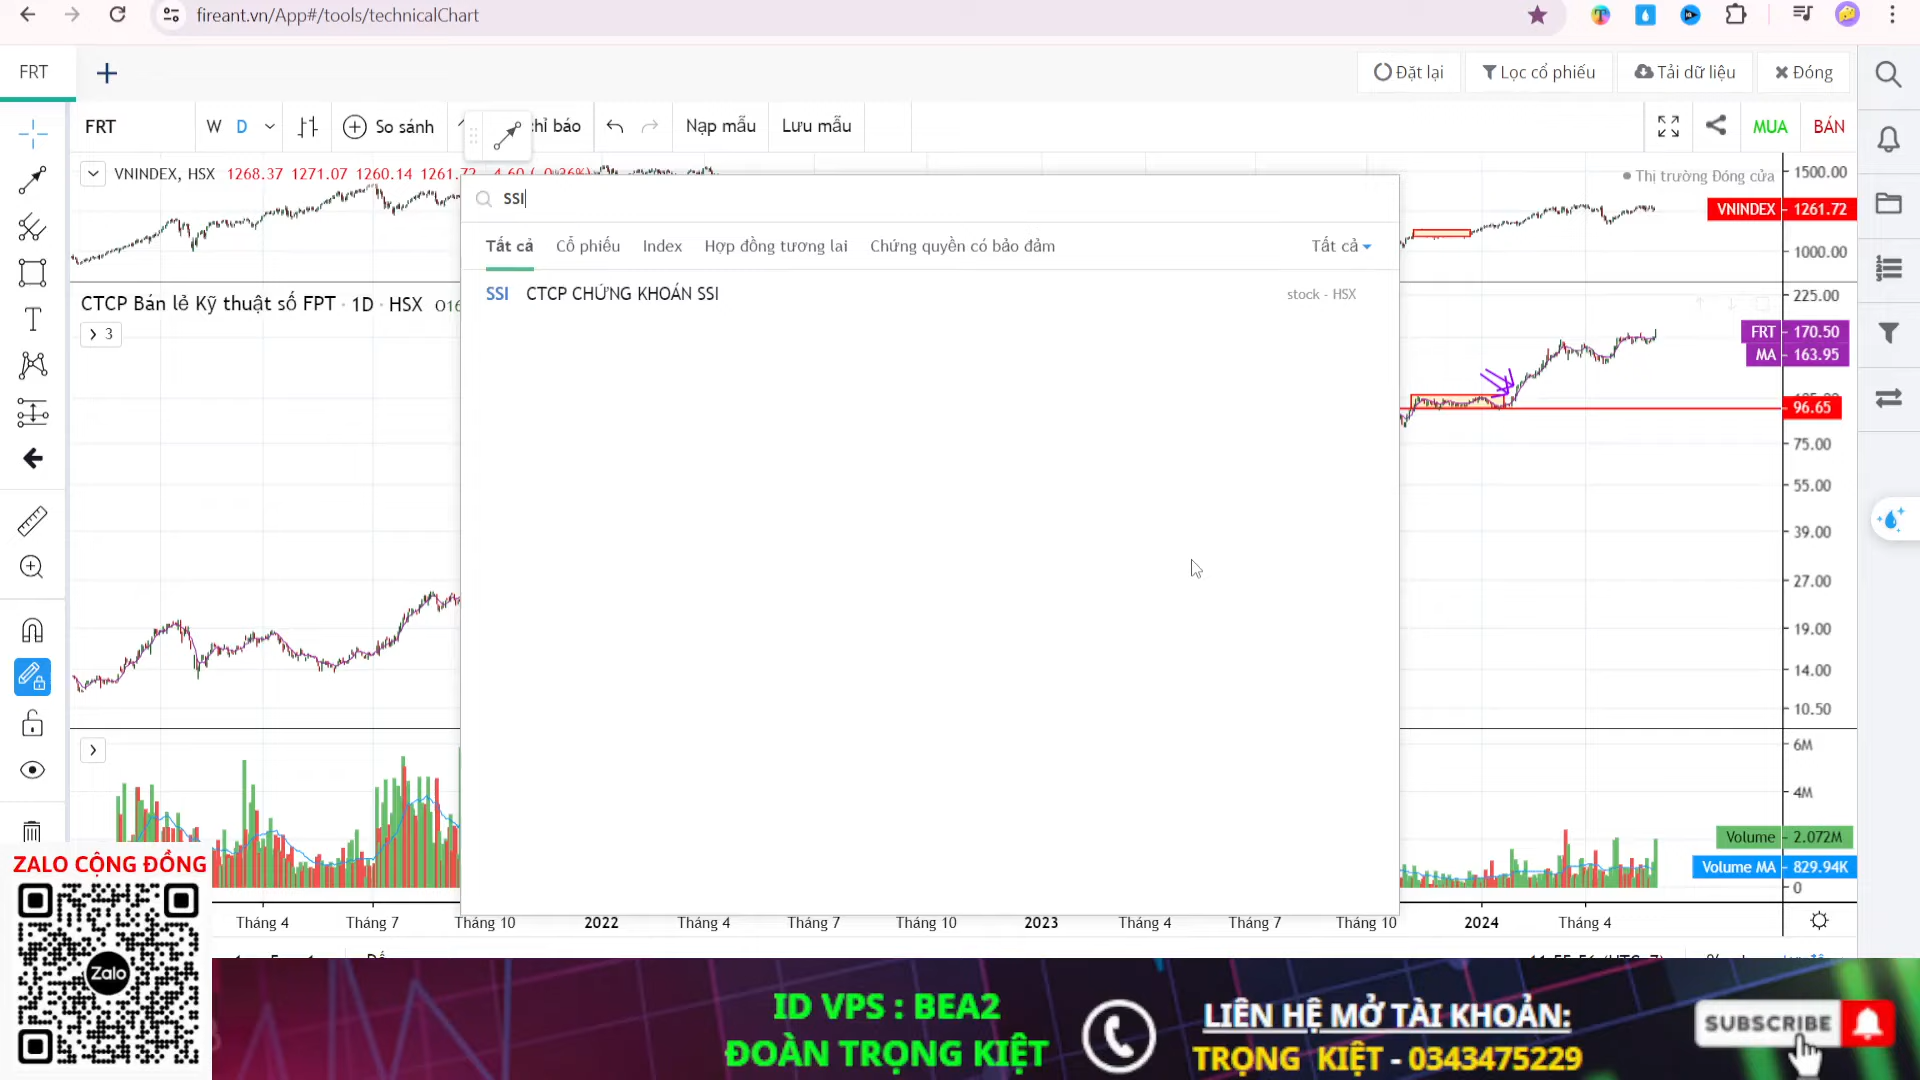 fireant.vn/App#/tools/technicalChart
FRT
Đặt lại
Lọc cổ phiếu
Tải dữ liệu
Đóng
FRT
W D
So sánh
hỉ báo
Nạp mẫu
Lưu mẫu
MUA
BÁN
VNINDEX, HSX 1268.37 1271.07 1260.14 1261.72 -4.60 (-0.36%)
Thị trường Đóng cửa
1500.00
VNINDEX 1261.72
1000.00
SSI
Tất cả Cổ phiếu Index Hợp đồng tương lai Chứng quyền có bảo đảm Tất cả
SSI CTCP CHỨNG KHOÁN SSI stock - HSX
CTCP Bán lẻ Kỹ thuật số FPT · 1D · HSX O16
3
225.00
FRT 170.50
MA 163.95
96.65
75.00
55.00
39.00
27.00
19.00
14.00
10.50
6M
4M
Volume 2.072M
Volume MA 829.94K
0
Tháng 4 Tháng 7 Tháng 10 2022 Tháng 4 Tháng 7 Tháng 10 2023 Tháng 4 Tháng 7 Tháng 10 2024 Tháng 4
ZALO CỘNG ĐỒNG
Zalo
ID VPS : BEA2
ĐOÀN TRỌNG KIỆT
LIÊN HỆ MỞ TÀI KHOẢN:
TRỌNG KIỆT - 0343475229
SUBSCRIBE